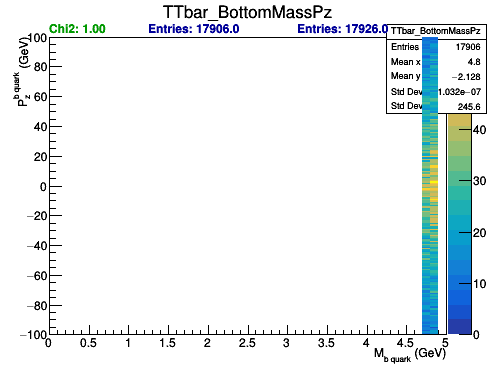 TTbar_BottomMassPz
Chi2: 1.00 Entries: 17906.0 Entries: 17926.0
TTbar_BottomMassPz
Entries 17906
Mean x 4.8
Mean y −2.128
Std Dev 1.032e−07
Std Dev 245.6
P_z^{b quark} (GeV)
100
80
60
40
20
0
−20
−40
−60
−80
−100
0 0.5 1 1.5 2 2.5 3 3.5 4 4.5 5
M_{b quark} (GeV)
40
30
20
10
0